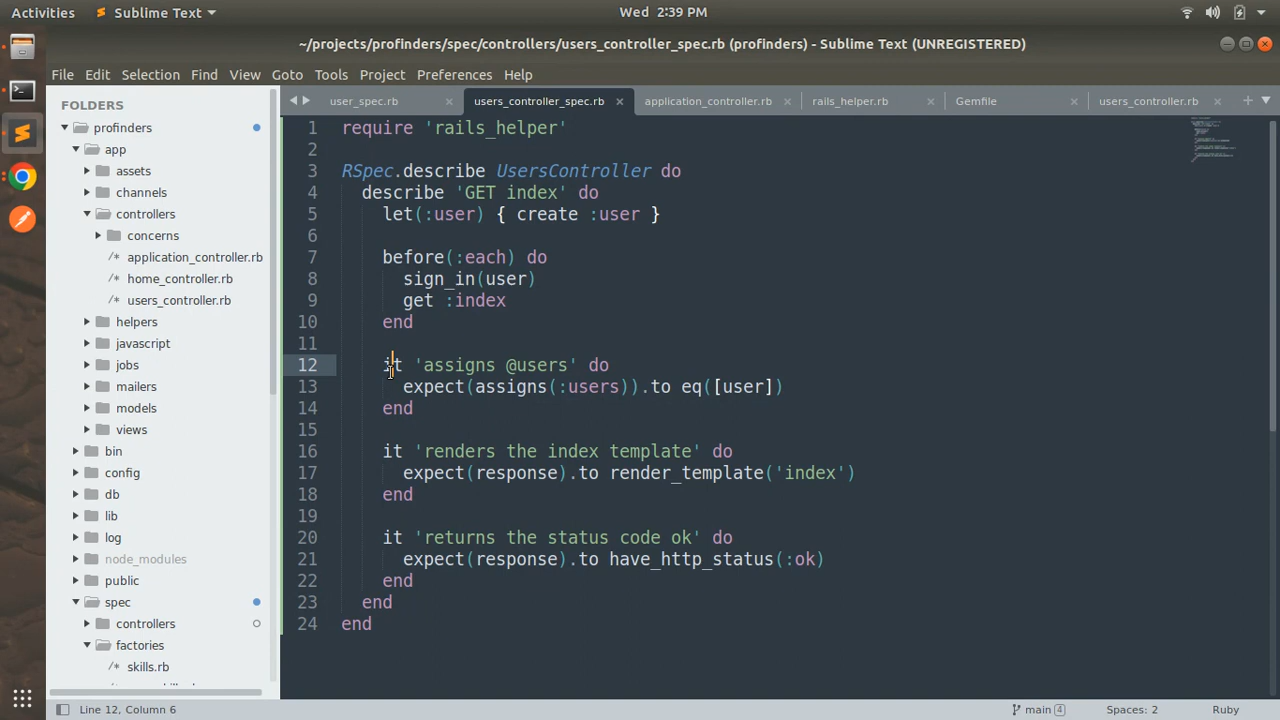 Activities
Sublime Text
Wed 2:39 PM
~/projects/profinders/spec/controllers/users_controller_spec.rb (profinders) - Sublime Text (UNREGISTERED)
File Edit Selection Find View Goto Tools Project Preferences Help
FOLDERS
profinders
app
assets
channels
controllers
concerns
/* application_controller.rb
/* home_controller.rb
/* users_controller.rb
helpers
javascript
jobs
mailers
models
views
bin
config
db
lib
log
node_modules
public
spec
controllers
factories
/* skills.rb
user_spec.rb × users_controller_spec.rb × application_controller.rb × rails_helper.rb × Gemfile × users_controller.rb × +
1 require 'rails_helper'
2
3 RSpec.describe UsersController do
4 describe 'GET index' do
5 let(:user) { create :user }
6
7 before(:each) do
8 sign_in(user)
9 get :index
10 end
11
12 it 'assigns @users' do
13 expect(assigns(:users)).to eq([user])
14 end
15
16 it 'renders the index template' do
17 expect(response).to render_template('index')
18 end
19
20 it 'returns the status code ok' do
21 expect(response).to have_http_status(:ok)
22 end
23 end
24 end
Line 12, Column 6
main 4
Spaces: 2
Ruby